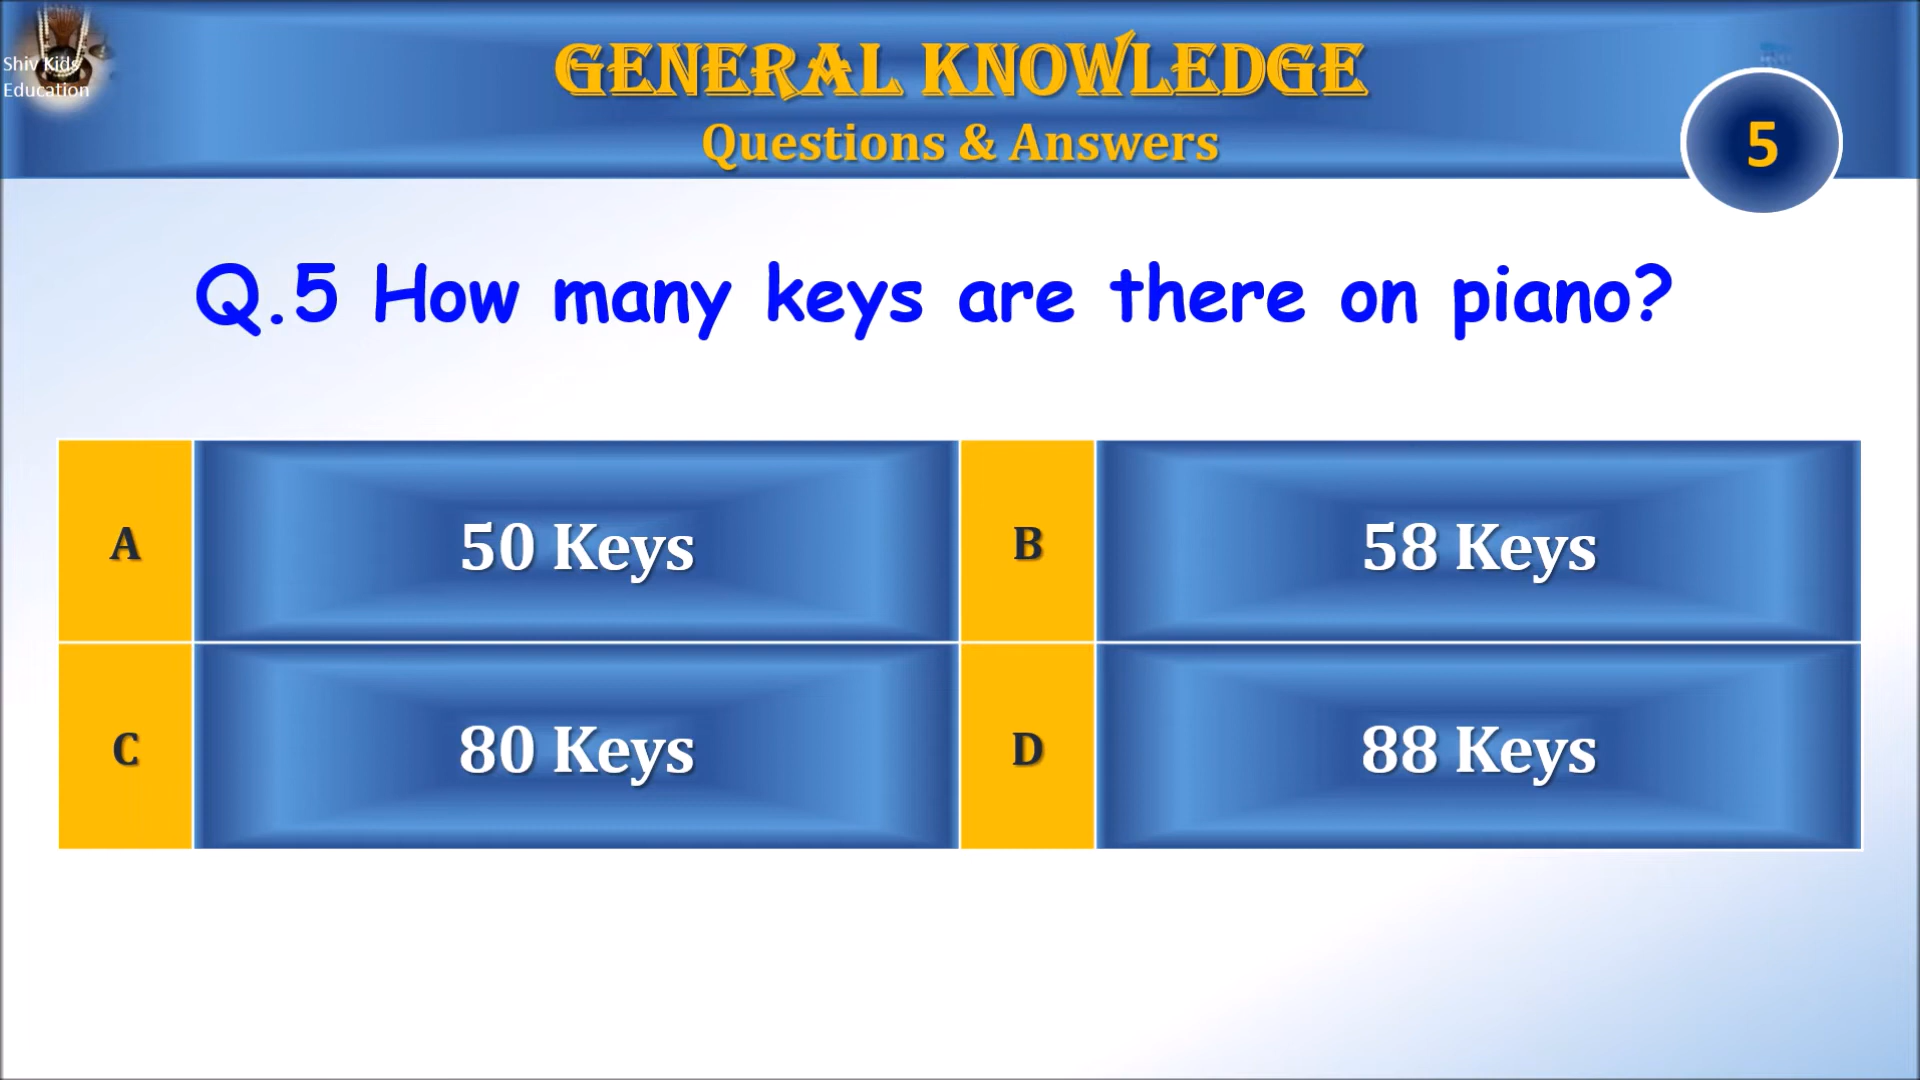 Shiv Kids
Education
GENERAL KNOWLEDGE
Questions & Answers
5
Q.5 How many keys are there on piano?
A
50 Keys
B
58 Keys
C
80 Keys
D
88 Keys